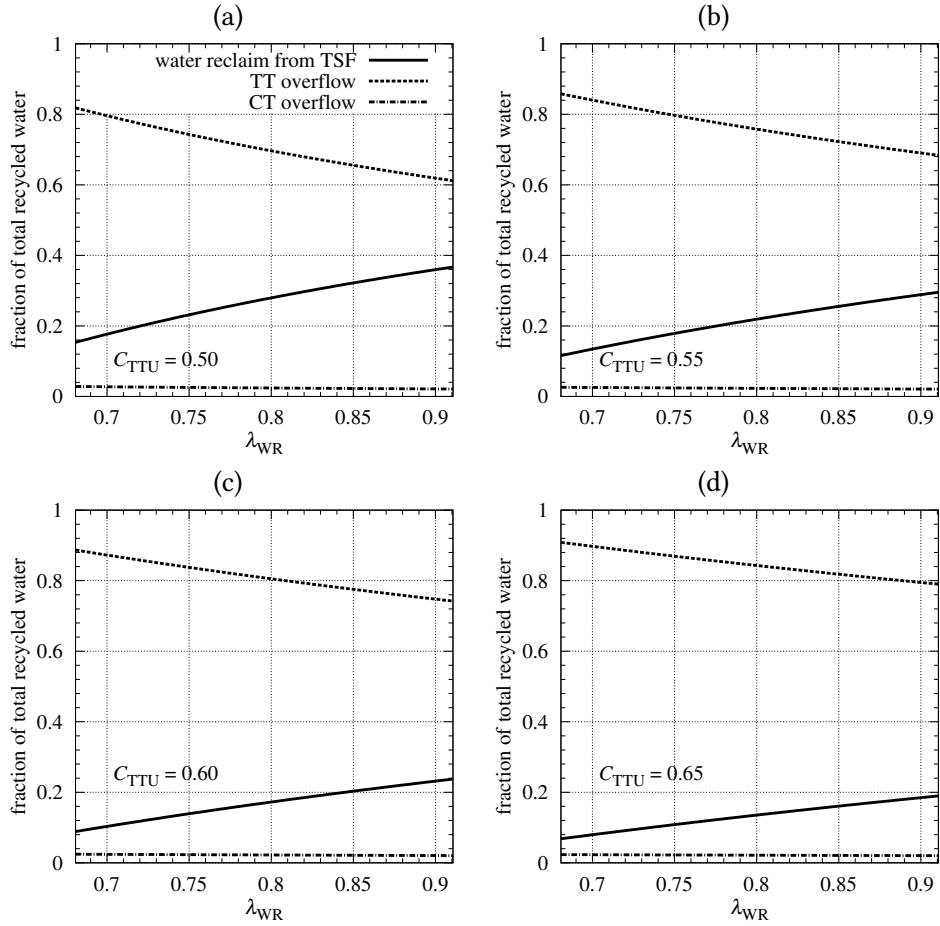 (a)
fraction of total recycled water
1
0.8
0.6
0.4
0.2
0
water reclaim from TSF
TT overflow
CT overflow
C_TTU = 0.50
0.7 0.75 0.8 0.85 0.9
λ_WR
(b)
fraction of total recycled water
1
0.8
0.6
0.4
0.2
0
C_TTU = 0.55
0.7 0.75 0.8 0.85 0.9
λ_WR
(c)
fraction of total recycled water
1
0.8
0.6
0.4
0.2
0
C_TTU = 0.60
0.7 0.75 0.8 0.85 0.9
λ_WR
(d)
fraction of total recycled water
1
0.8
0.6
0.4
0.2
0
C_TTU = 0.65
0.7 0.75 0.8 0.85 0.9
λ_WR